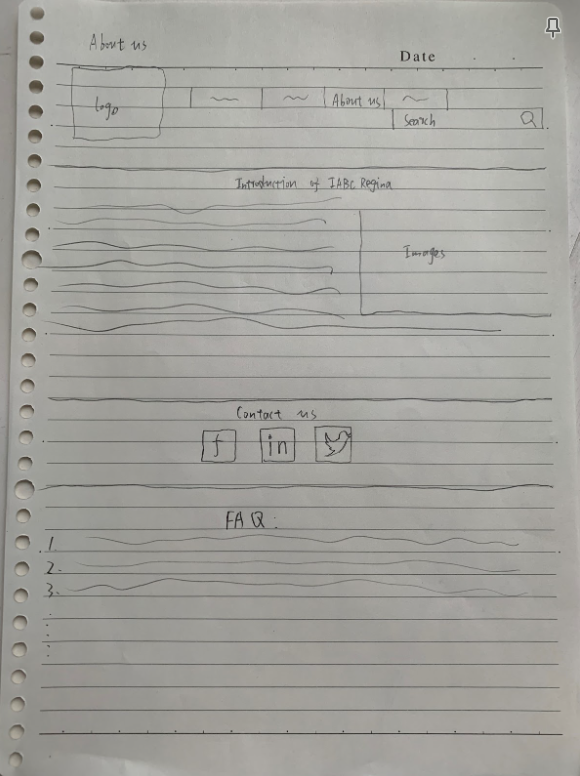 About us
Date
Logo
About us
Search
Introduction of IABC Regina
Images
Contact us
f in
FAQ:
1.
2.
3.